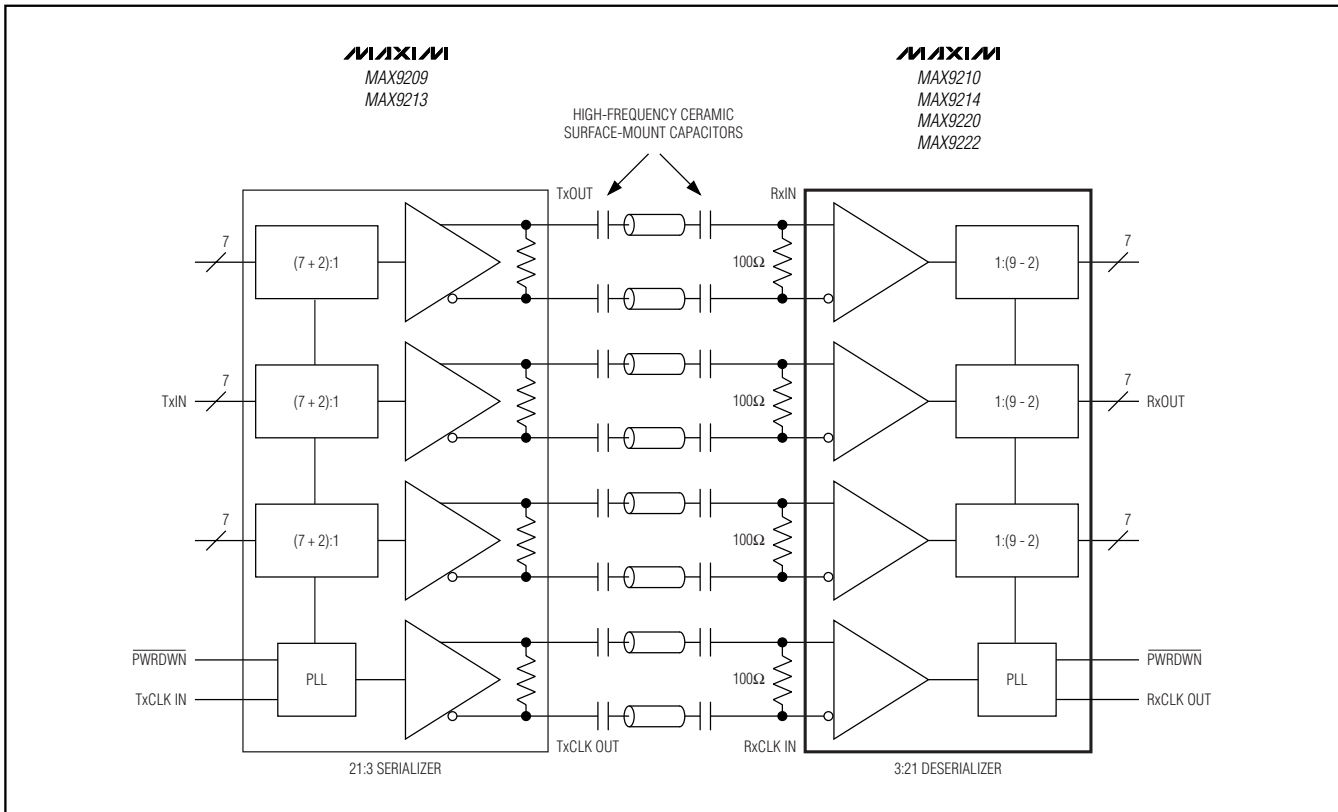 MAXIM
MAX9209
MAX9213
MAXIM
MAX9210
MAX9214
MAX9220
MAX9222
HIGH-FREQUENCY CERAMIC
SURFACE-MOUNT CAPACITORS
TxOUT
RxIN
7
(7 + 2):1
100Ω
1:(9 - 2)
7
TxIN
7
(7 + 2):1
100Ω
1:(9 - 2)
7
RxOUT
7
(7 + 2):1
100Ω
1:(9 - 2)
7
PWRDWN
TxCLK IN
PLL
100Ω
PLL
PWRDWN
RxCLK OUT
TxCLK OUT
RxCLK IN
21:3 SERIALIZER
3:21 DESERIALIZER